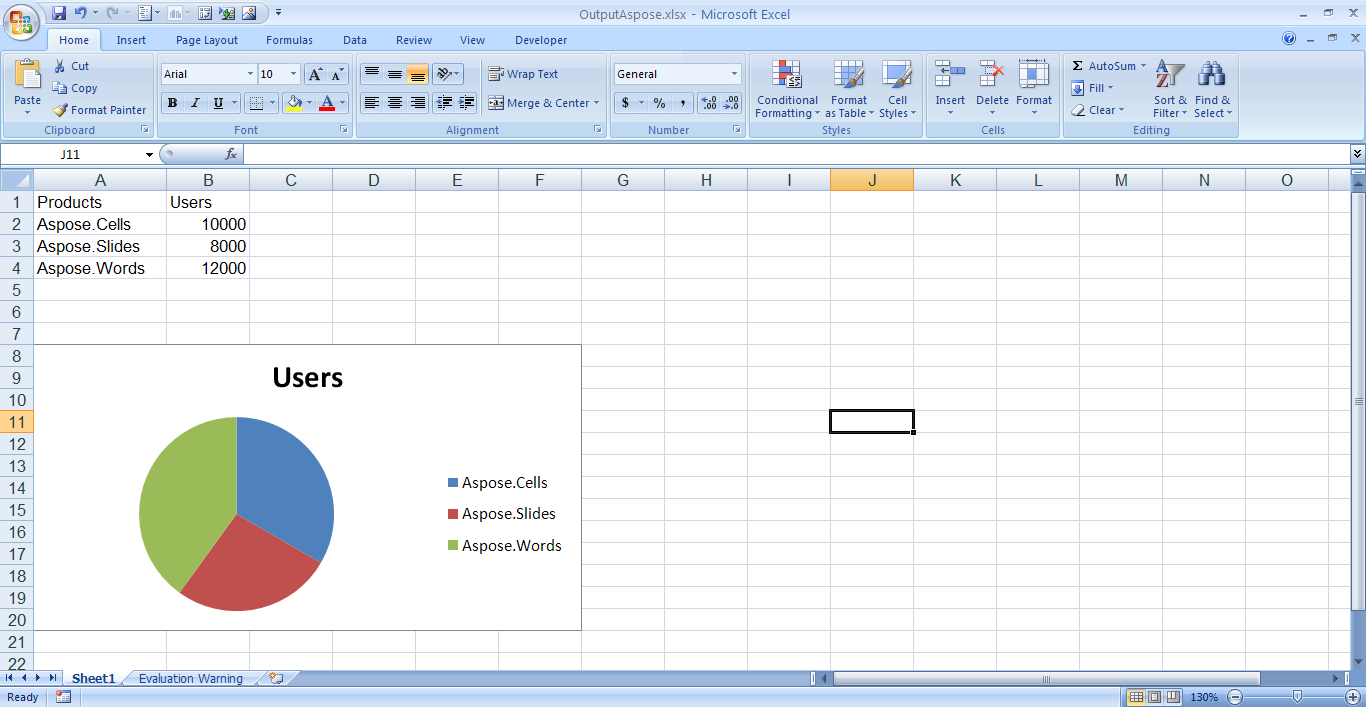 OutputAspose.xlsx - Microsoft Excel
Home Insert Page Layout Formulas Data Review View Developer
Paste
Cut
Copy
Format Painter
Clipboard
Arial 10
B I U
Font
Wrap Text
Merge & Center
Alignment
General
$ % ,
Number
Conditional Formatting
Format as Table
Cell Styles
Styles
Insert Delete Format
Cells
Σ AutoSum
Fill
Clear
Sort & Filter
Find & Select
Editing
J11 fx
A B C D E F G H I J K L M N O
1 Products Users
2 Aspose.Cells 10000
3 Aspose.Slides 8000
4 Aspose.Words 12000
5
6
7
8
9
10
11
12
13
14
15
16
17
18
19
20
21
22
Users
Aspose.Cells
Aspose.Slides
Aspose.Words
Sheet1 Evaluation Warning
Ready 130%